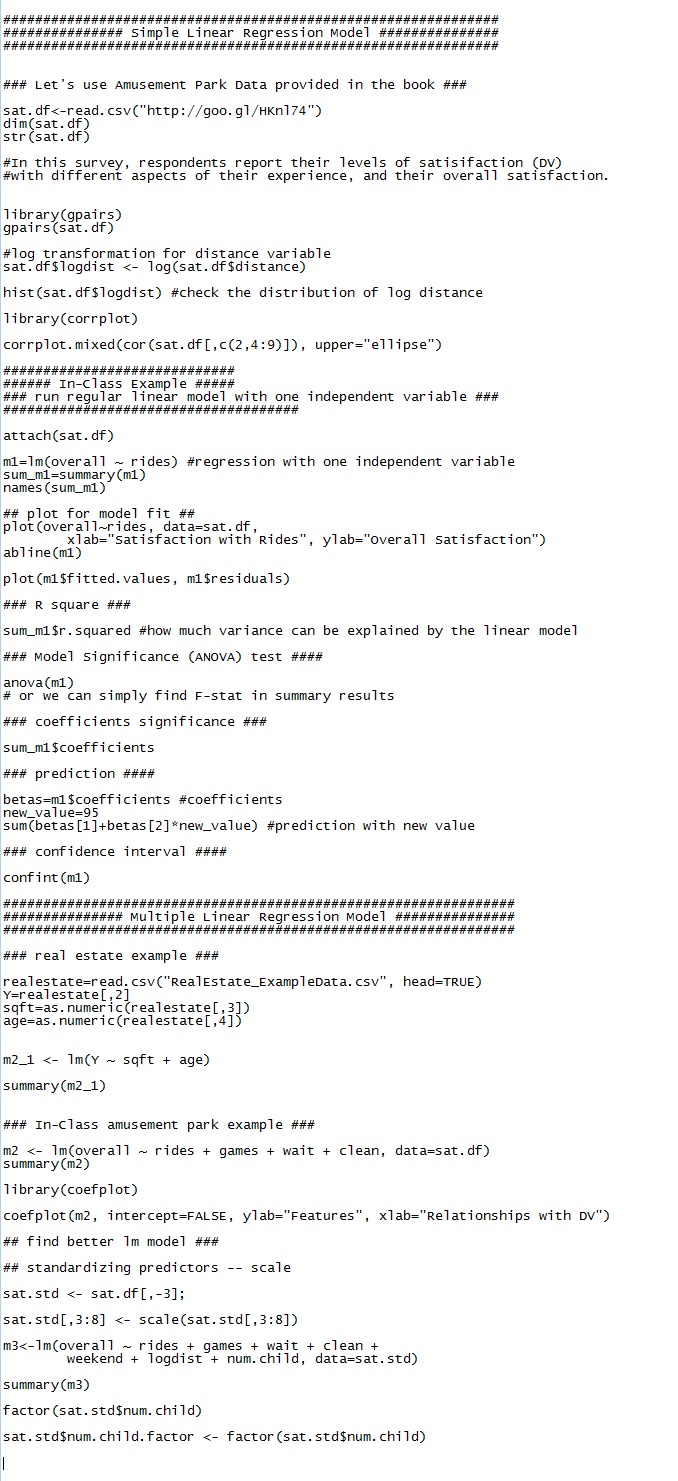 ##############################################################
############### Simple Linear Regression Model ###############
##############################################################
### Let's use Amusement Park Data provided in the book ###
sat.df<-read.csv("http://goo.gl/HKnl74")
dim(sat.df)
str(sat.df)
#In this survey, respondents report their levels of satisifaction (DV)
#with different aspects of their experience, and their overall satisfaction.
library(gpairs)
gpairs(sat.df)
#log transformation for distance variable
sat.df$logdist <- log(sat.df$distance)
hist(sat.df$logdist) #check the distribution of log distance
library(corrplot)
corrplot.mixed(cor(sat.df[,c(2,4:9)]), upper="ellipse")
#############################
###### In-Class Example #####
### run regular linear model with one independent variable ###
#####################################
attach(sat.df)
m1=lm(overall ~ rides) #regression with one independent variable
sum_m1=summary(m1)
names(sum_m1)
## plot for model fit ##
plot(overall~rides, data=sat.df,
        xlab="Satisfaction with Rides", ylab="Overall Satisfaction")
abline(m1)
plot(m1$fitted.values, m1$residuals)
### R square ###
sum_m1$r.squared #how much variance can be explained by the linear model
### Model Significance (ANOVA) test ####
anova(m1)
# or we can simply find F-stat in summary results
### coefficients significance ###
sum_m1$coefficients
### prediction ####
betas=m1$coefficients #coefficients
new_value=95
sum(betas[1]+betas[2]*new_value) #prediction with new value
### confidence interval ####
confint(m1)
################################################################
############### Multiple Linear Regression Model ###############
################################################################
### real estate example ###
realestate=read.csv("RealEstate_ExampleData.csv", head=TRUE)
Y=realestate[,2]
sqft=as.numeric(realestate[,3])
age=as.numeric(realestate[,4])
m2_1 <- lm(Y ~ sqft + age)
summary(m2_1)
### In-Class amusement park example ###
m2 <- lm(overall ~ rides + games + wait + clean, data=sat.df)
summary(m2)
library(coefplot)
coefplot(m2, intercept=FALSE, ylab="Features", xlab="Relationships with DV")
## find better lm model ###
## standardizing predictors -- scale
sat.std <- sat.df[,-3];
sat.std[,3:8] <- scale(sat.std[,3:8])
m3<-lm(overall ~ rides + games + wait + clean +
        weekend + logdist + num.child, data=sat.std)
summary(m3)
factor(sat.std$num.child)
sat.std$num.child.factor <- factor(sat.std$num.child)